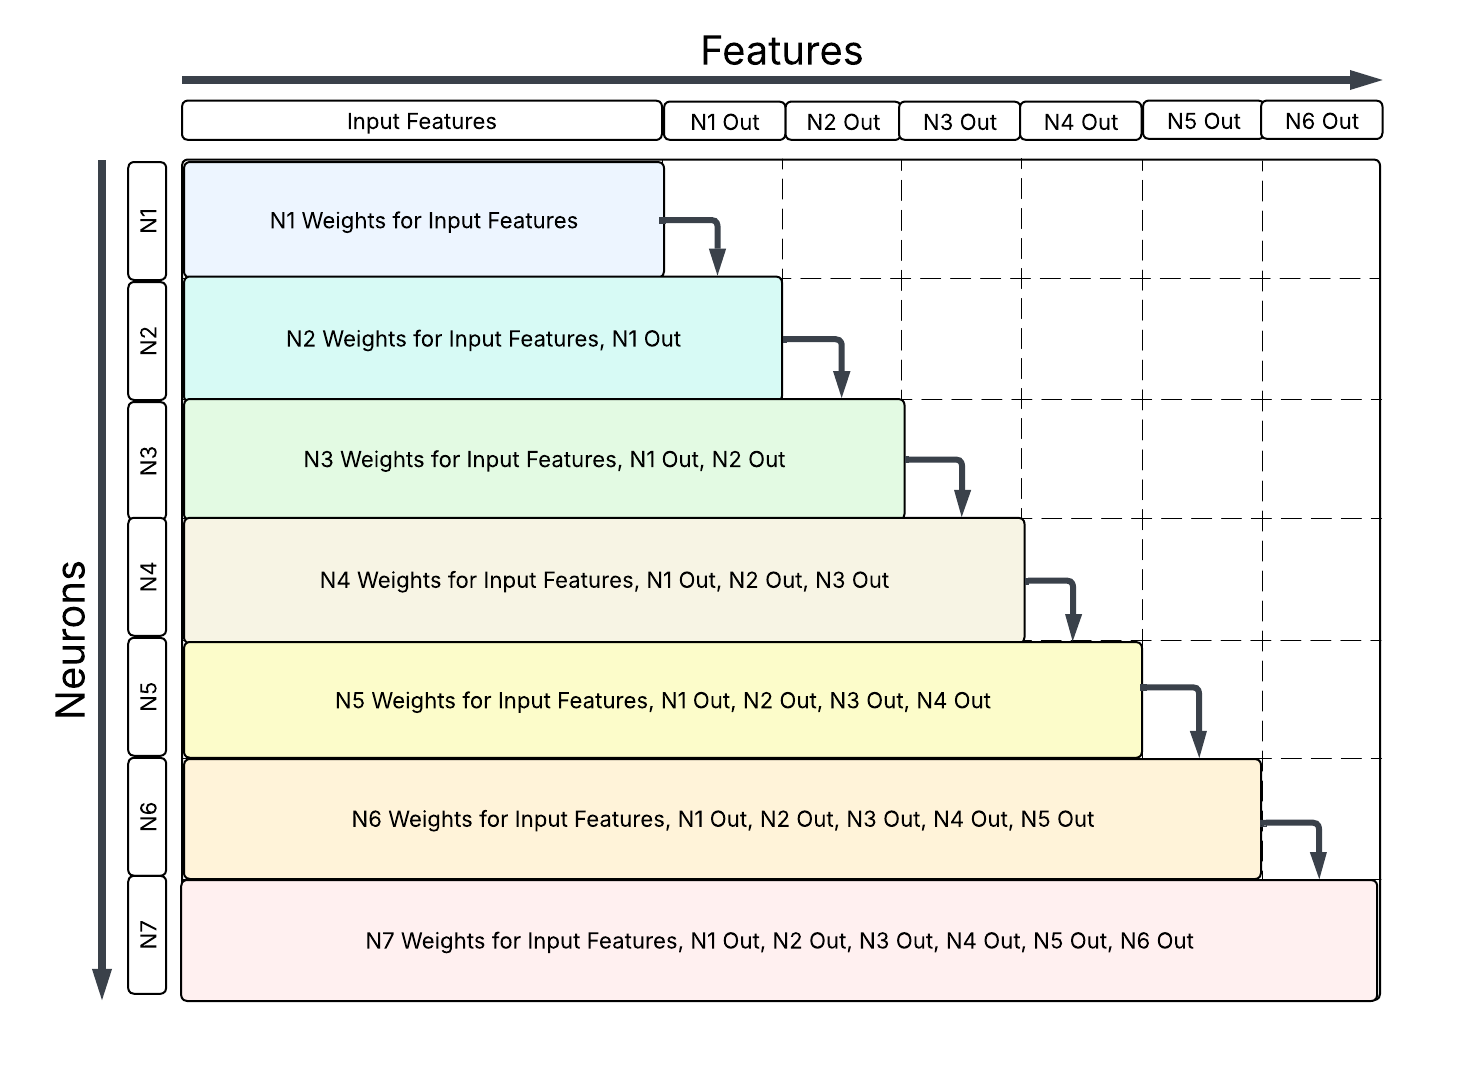 Features
Input Features
N1 Out
N2 Out
N3 Out
N4 Out
N5 Out
N6 Out
Neurons
N1
N1 Weights for Input Features
N2
N2 Weights for Input Features, N1 Out
N3
N3 Weights for Input Features, N1 Out, N2 Out
N4
N4 Weights for Input Features, N1 Out, N2 Out, N3 Out
N5
N5 Weights for Input Features, N1 Out, N2 Out, N3 Out, N4 Out
N6
N6 Weights for Input Features, N1 Out, N2 Out, N3 Out, N4 Out, N5 Out
N7
N7 Weights for Input Features, N1 Out, N2 Out, N3 Out, N4 Out, N5 Out, N6 Out